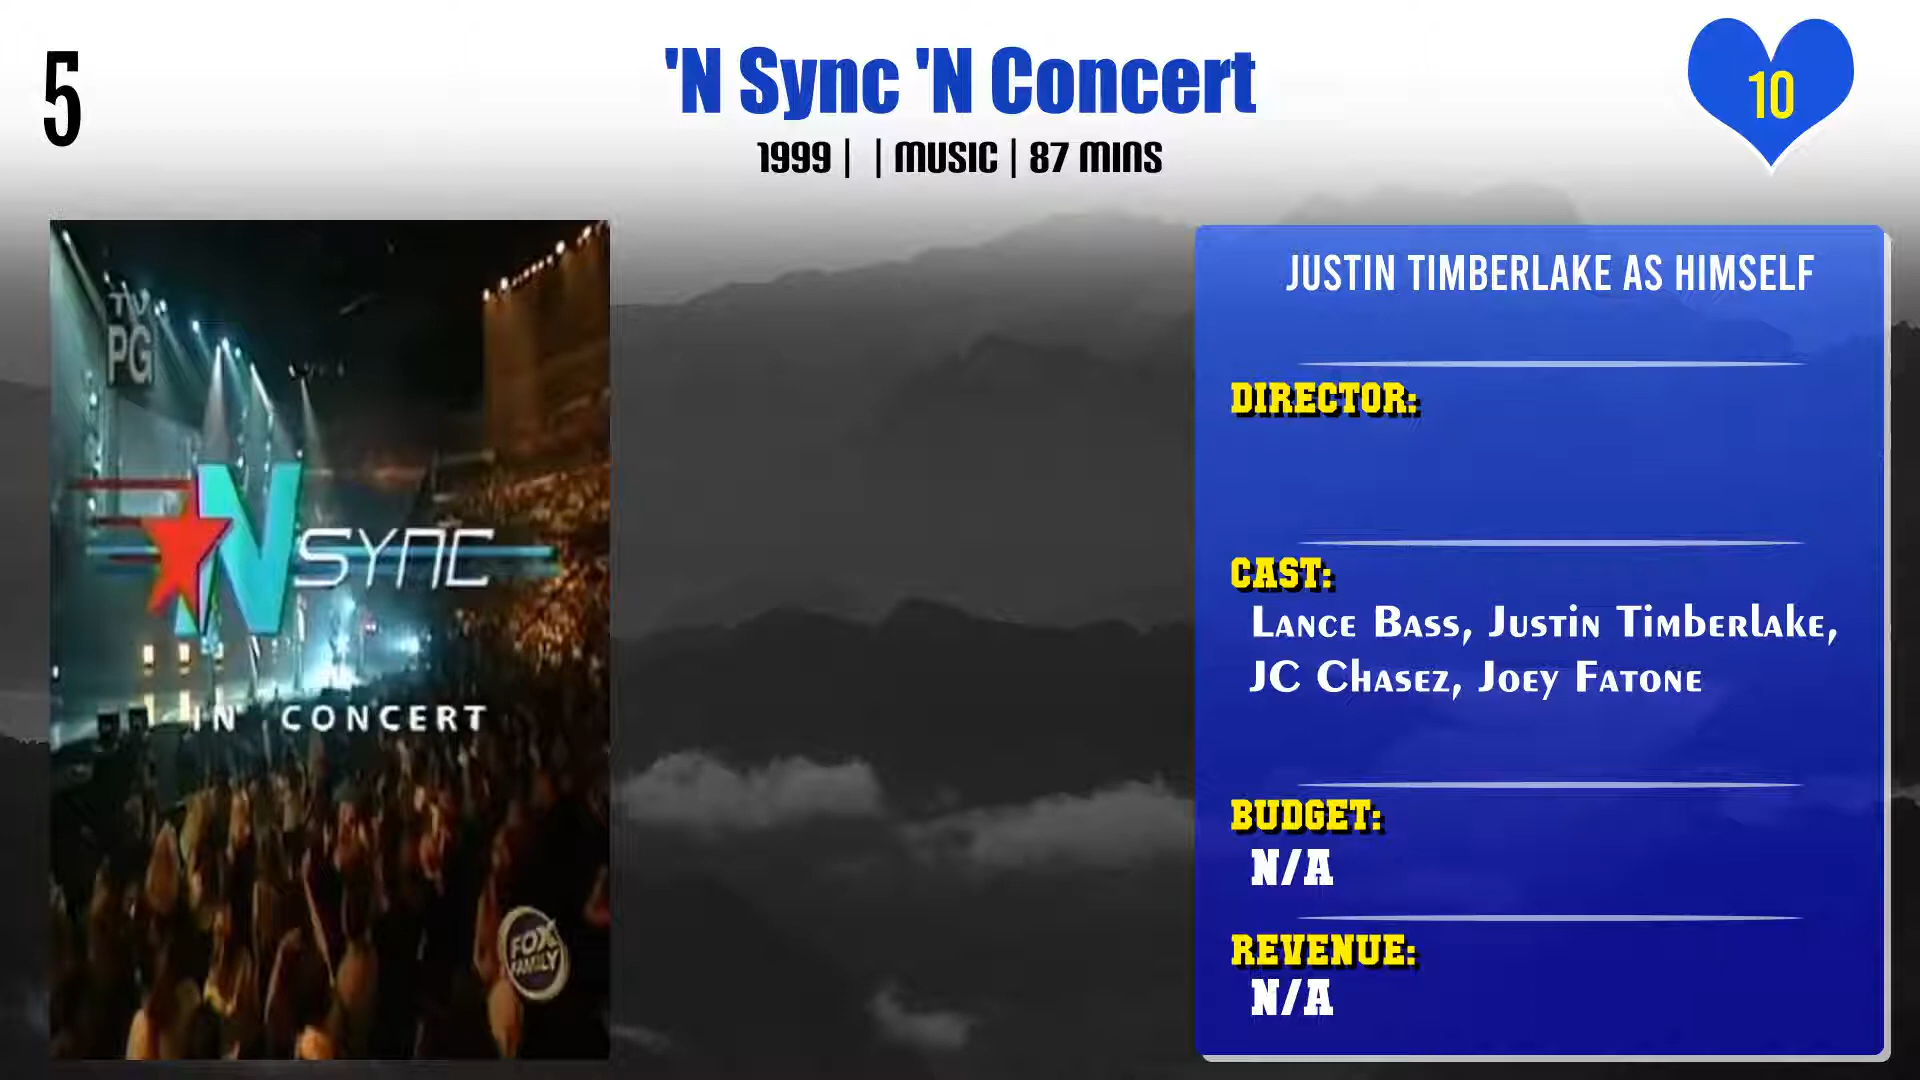 5
'N Sync 'N Concert
10
1999 | | MUSIC | 87 MINS
TV
PG
N SYNC
IN CONCERT
FOX
FAMILY
JUSTIN TIMBERLAKE AS HIMSELF
DIRECTOR:
CAST:
Lance Bass, Justin Timberlake,
JC Chasez, Joey Fatone
BUDGET:
N/A
REVENUE:
N/A